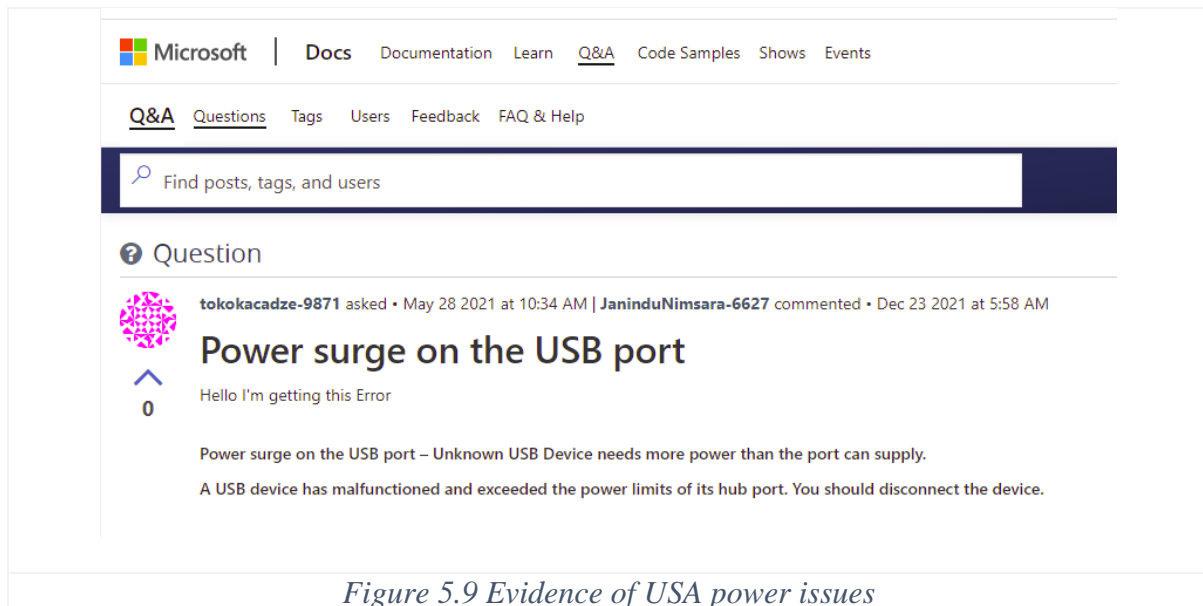 Microsoft | Docs Documentation Learn Q&A Code Samples Shows Events
Q&A Questions Tags Users Feedback FAQ & Help
Find posts, tags, and users
Question
tokokacadze-9871 asked • May 28 2021 at 10:34 AM | JaninduNimsara-6627 commented • Dec 23 2021 at 5:58 AM
Power surge on the USB port
0
Hello I'm getting this Error
Power surge on the USB port – Unknown USB Device needs more power than the port can supply.
A USB device has malfunctioned and exceeded the power limits of its hub port. You should disconnect the device.
Figure 5.9 Evidence of USA power issues